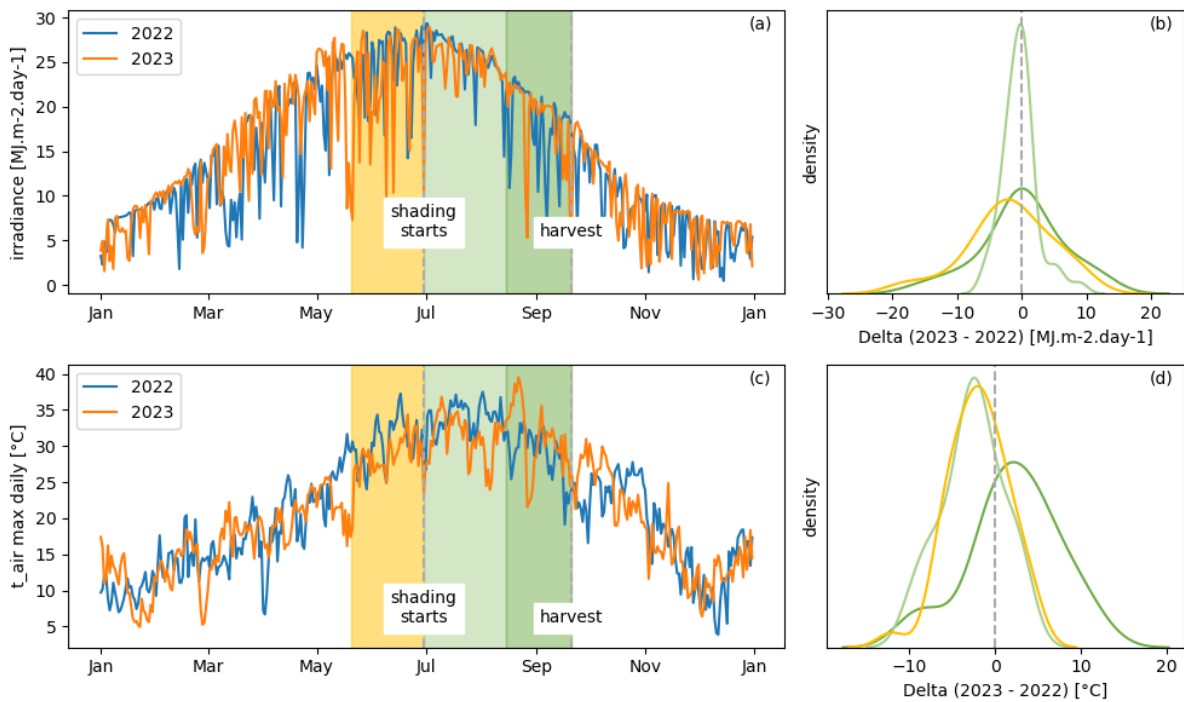 irradiance [MJ.m-2.day-1]
30
25
20
15
10
5
0
2022
2023
(a)
shading
starts
harvest
Jan
Mar
May
Jul
Sep
Nov
Jan
density
(b)
−30
−20
−10
0
10
20
Delta (2023 - 2022) [MJ.m-2.day-1]
t_air max daily [°C]
40
35
30
25
20
15
10
5
2022
2023
(c)
shading
starts
harvest
Jan
Mar
May
Jul
Sep
Nov
Jan
density
(d)
−10
0
10
20
Delta (2023 - 2022) [°C]